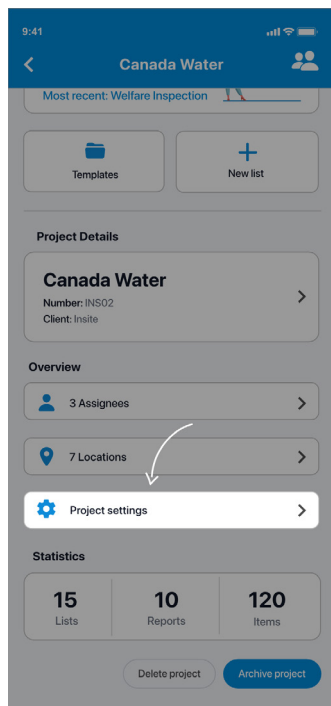 9:41
Canada Water
Most recent: Welfare Inspection
Templates
New list
Project Details
Canada Water
Number: INS02
Client: Insite
Overview
3 Assignees
7 Locations
Project settings
Statistics
15
Lists
10
Reports
120
Items
Delete project
Archive project